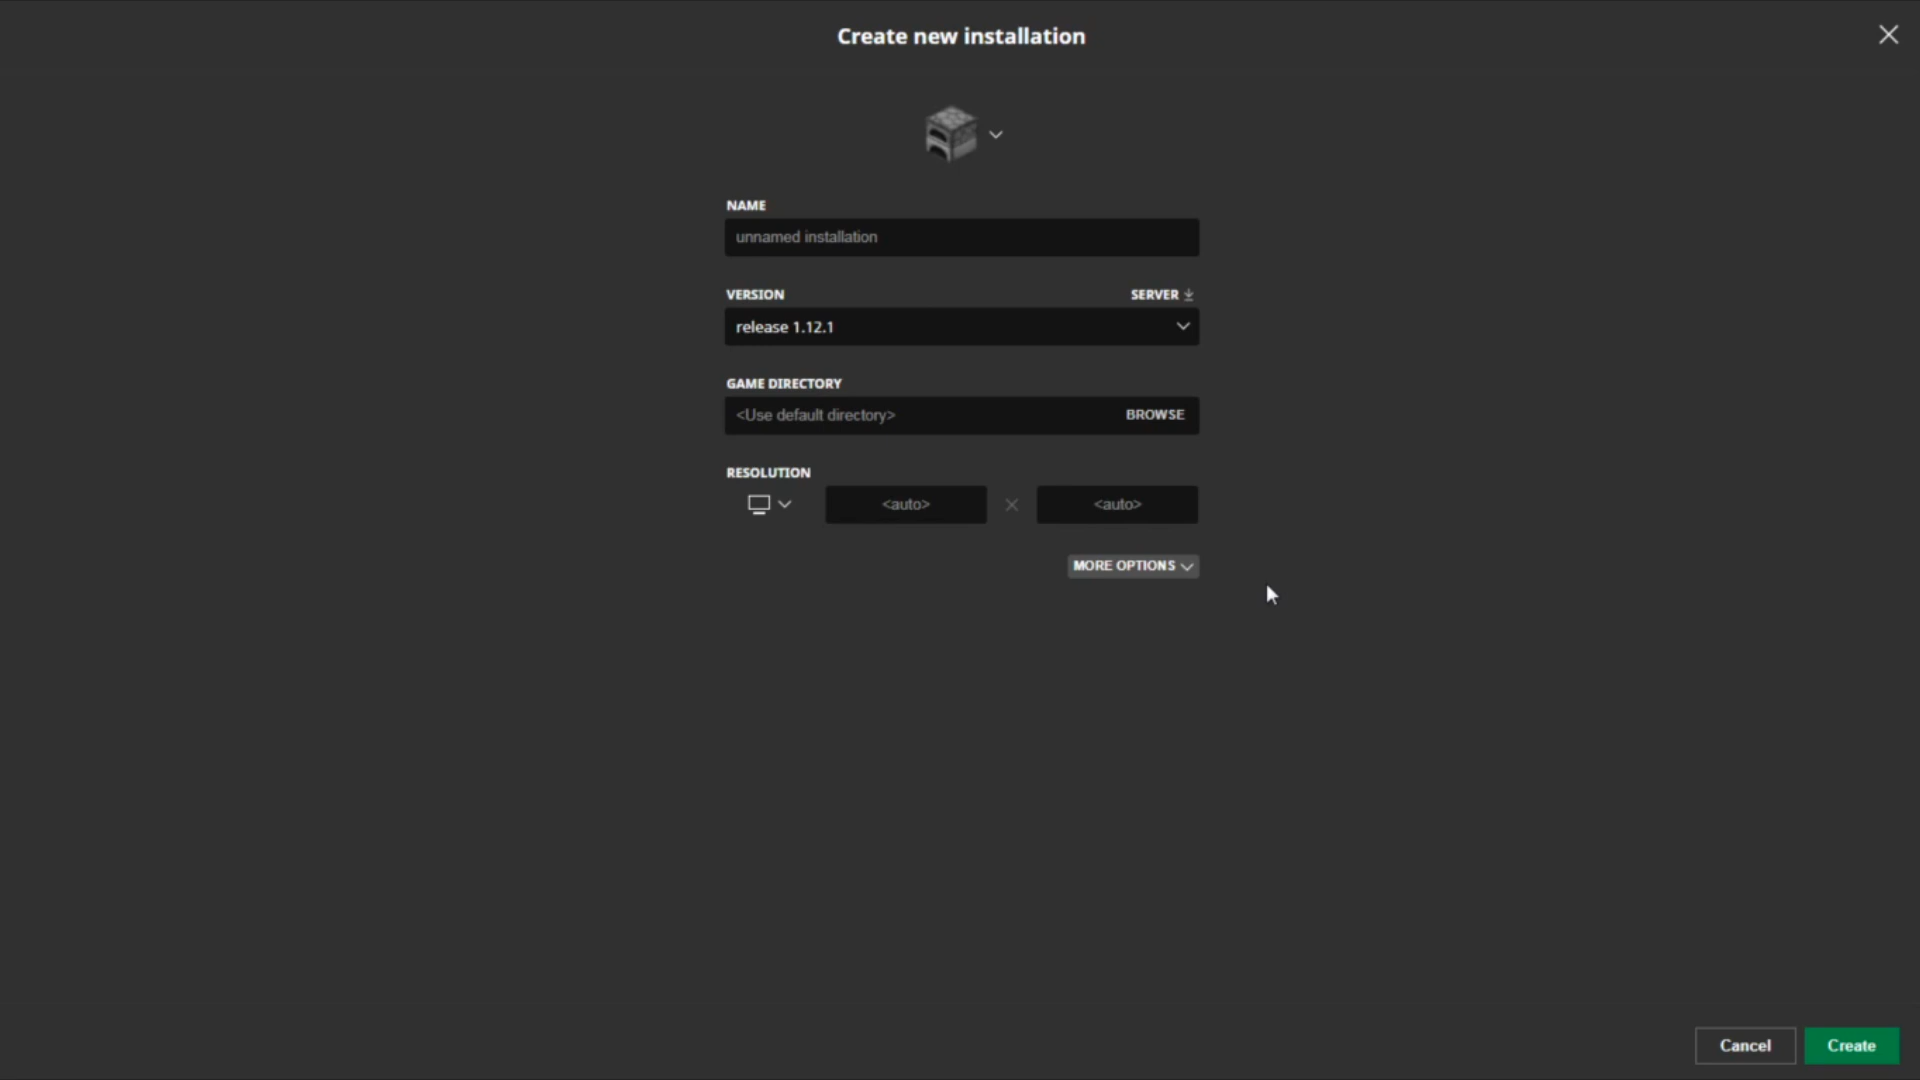 Create new installation
NAME
unnamed installation
VERSION
SERVER
release 1.12.1
GAME DIRECTORY
<Use default directory>
BROWSE
RESOLUTION
<auto>
<auto>
MORE OPTIONS
Cancel
Create